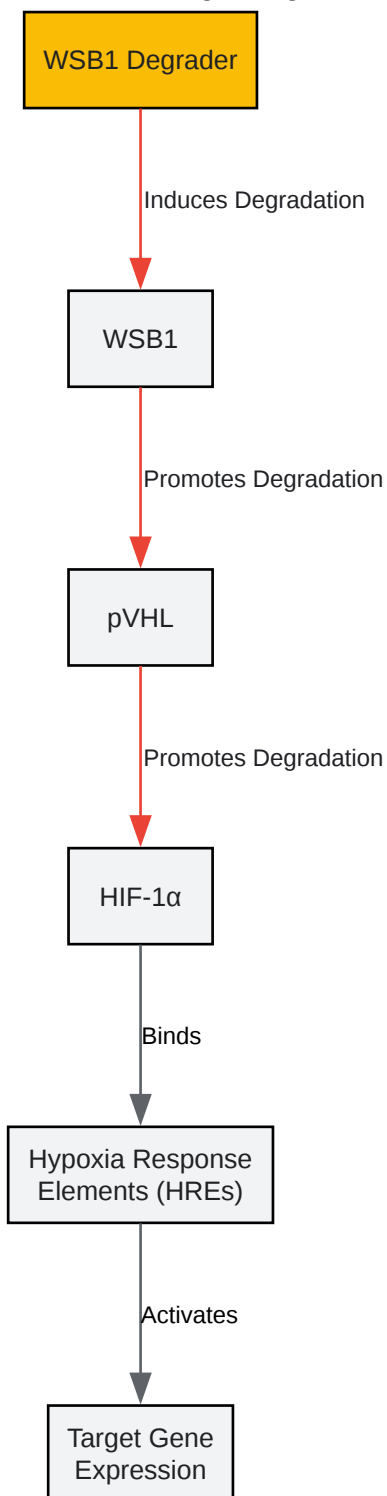 WSB1 Degrader
Induces Degradation
WSB1
Promotes Degradation
pVHL
Promotes Degradation
HIF-1α
Binds
Hypoxia Response
Elements (HREs)
Activates
Target Gene
Expression